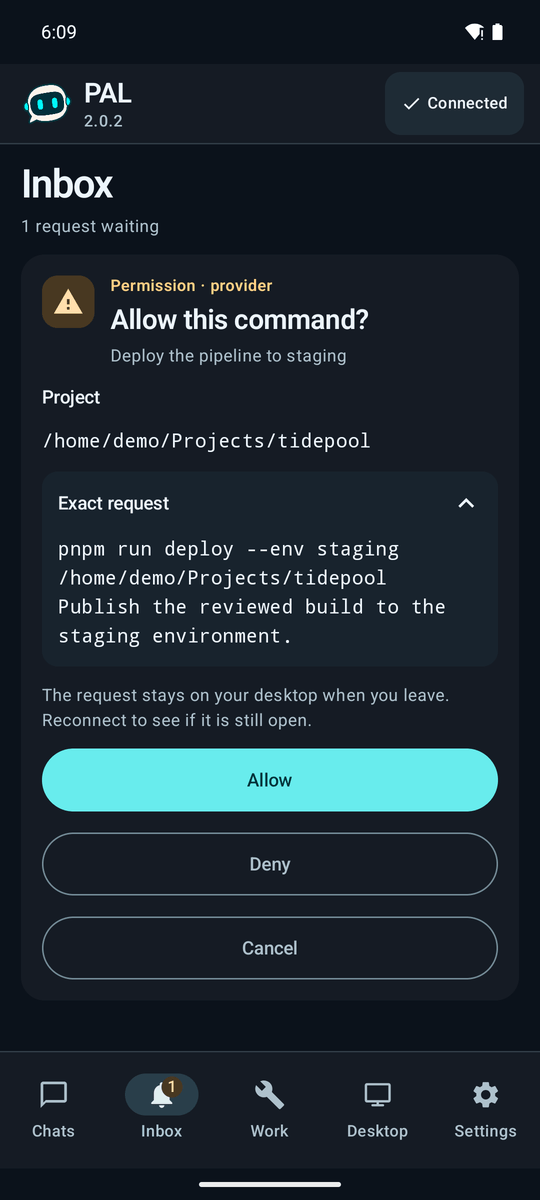 6:09
PAL
2.0.2
Connected
Inbox
1 request waiting
Permission · provider
Allow this command?
Deploy the pipeline to staging
Project
/home/demo/Projects/tidepool
Exact request
pnpm run deploy --env staging
/home/demo/Projects/tidepool
Publish the reviewed build to the
staging environment.
The request stays on your desktop when you leave.
Reconnect to see if it is still open.
Allow
Deny
Cancel
1
Chats
Inbox
Work
Desktop
Settings